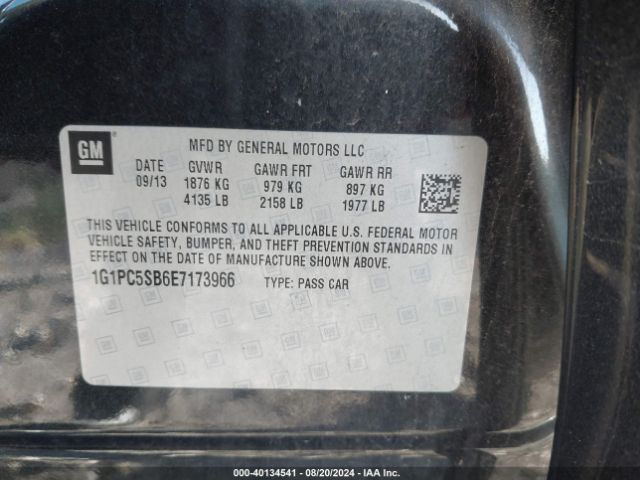 GM
MFD BY GENERAL MOTORS LLC
DATE GVWR GAWR FRT GAWR RR
09/13 1876 KG 979 KG 897 KG
4135 LB 2158 LB 1977 LB
THIS VEHICLE CONFORMS TO ALL APPLICABLE U.S. FEDERAL MOTOR
VEHICLE SAFETY, BUMPER, AND THEFT PREVENTION STANDARDS IN
EFFECT ON THE DATE OF MANUFACTURE SHOWN ABOVE.
1G1PC5SB6E7173966 TYPE: PASS CAR
000-40134541 - 08/20/2024 - IAA Inc.